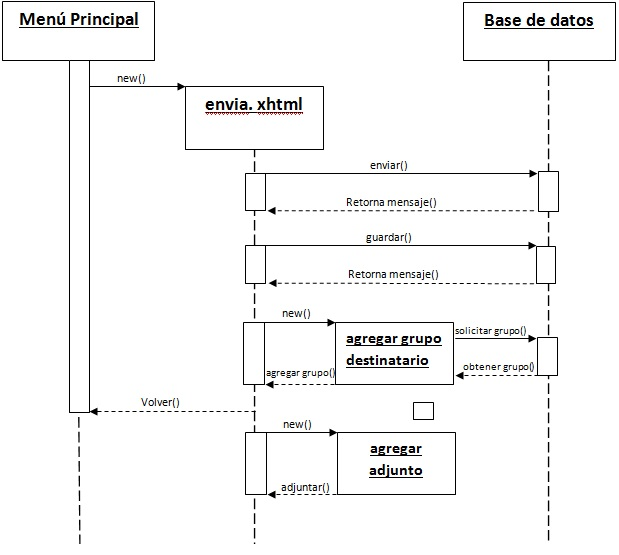 Menú Principal
Base de datos
new()
envia. xhtml
enviar()
Retorna mensaje()
guardar()
Retorna mensaje()
new()
agregar grupo
destinatario
solicitar grupo()
agregar grupo()
obtener grupo()
Volver()
new()
agregar
adjunto
adjuntar()